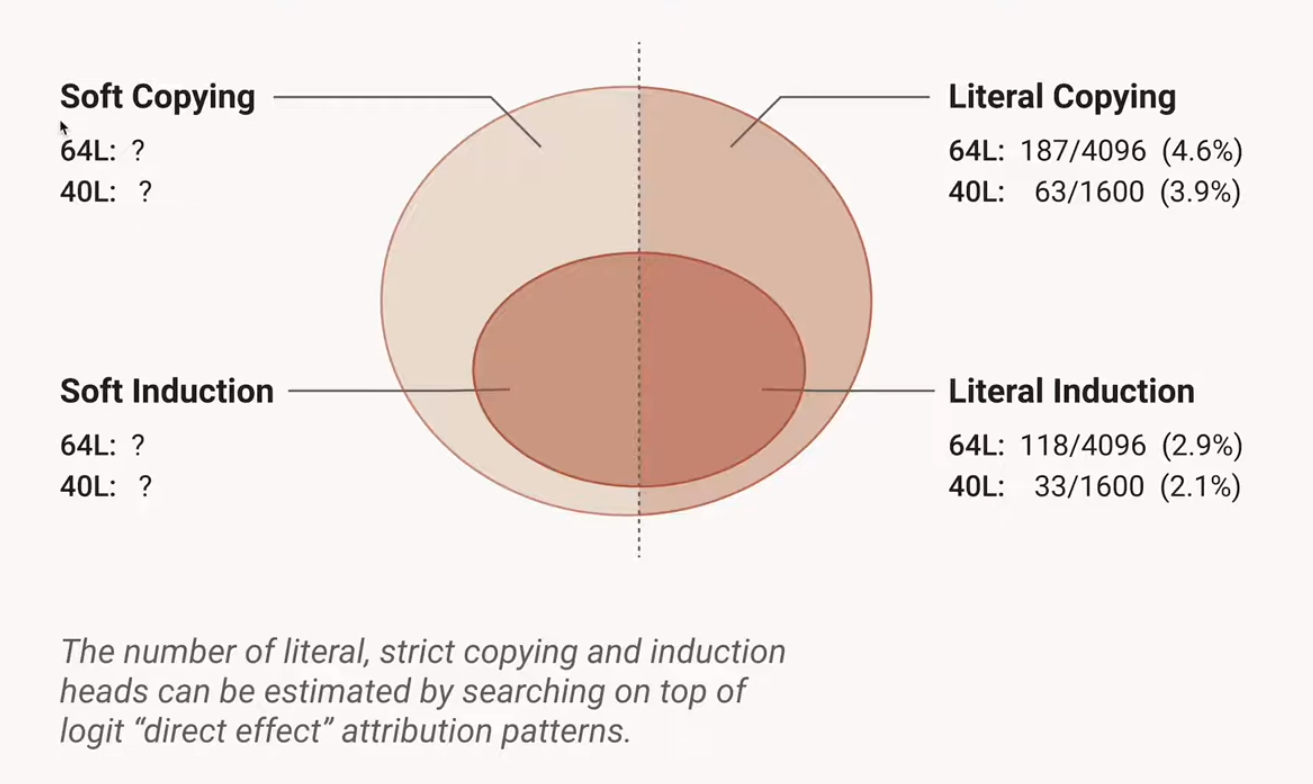 Soft Copying
64L: ?
40L: ?
Literal Copying
64L: 187/4096 (4.6%)
40L: 63/1600 (3.9%)
Soft Induction
64L: ?
40L: ?
Literal Induction
64L: 118/4096 (2.9%)
40L: 33/1600 (2.1%)
The number of literal, strict copying and induction
heads can be estimated by searching on top of
logit “direct effect” attribution patterns.